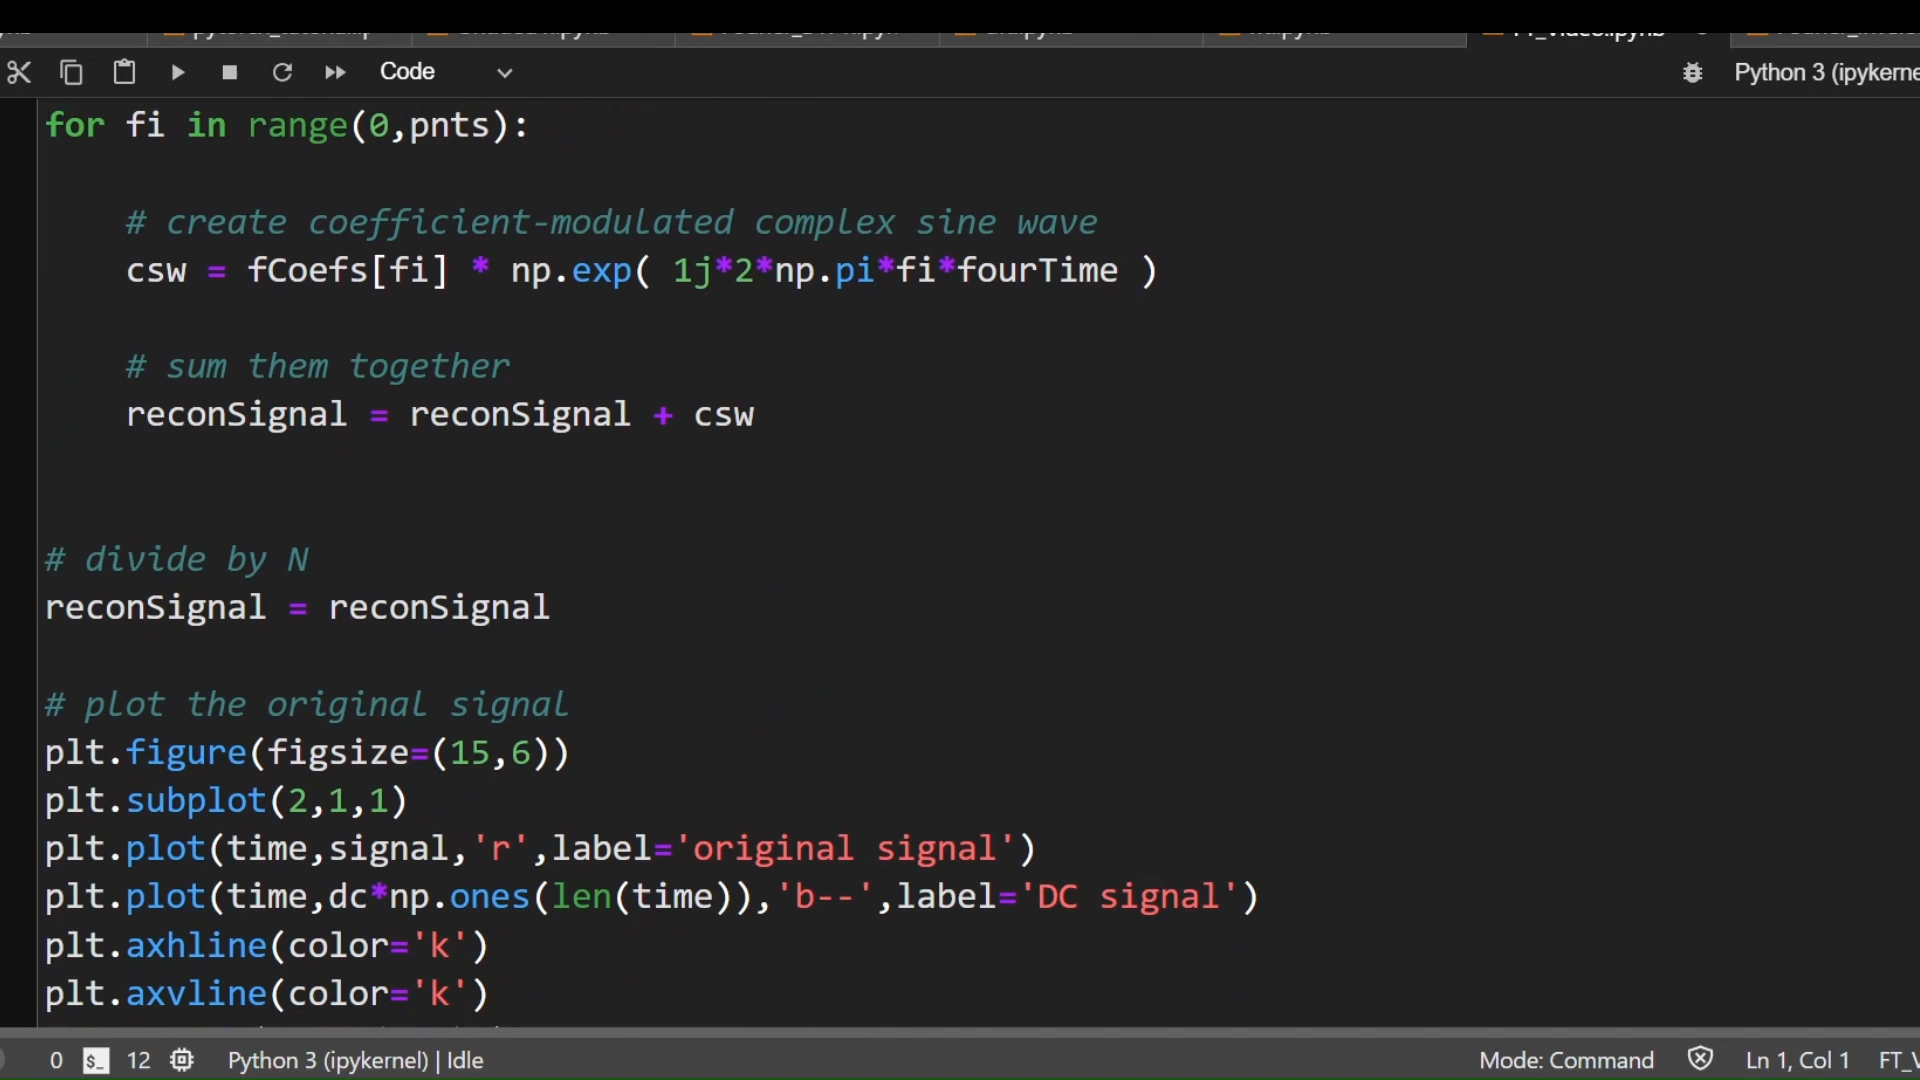 Code
Python 3 (ipykerne
for fi in range(0,pnts):
# create coefficient-modulated complex sine wave
csw = fCoefs[fi] * np.exp( 1j*2*np.pi*fi*fourTime )
# sum them together
reconSignal = reconSignal + csw
# divide by N
reconSignal = reconSignal
# plot the original signal
plt.figure(figsize=(15,6))
plt.subplot(2,1,1)
plt.plot(time,signal,'r',label='original signal')
plt.plot(time,dc*np.ones(len(time)),'b--',label='DC signal')
plt.axhline(color='k')
plt.axvline(color='k')
0 $_ 12 Python 3 (ipykernel) | Idle
Mode: Command Ln 1, Col 1 FT_V